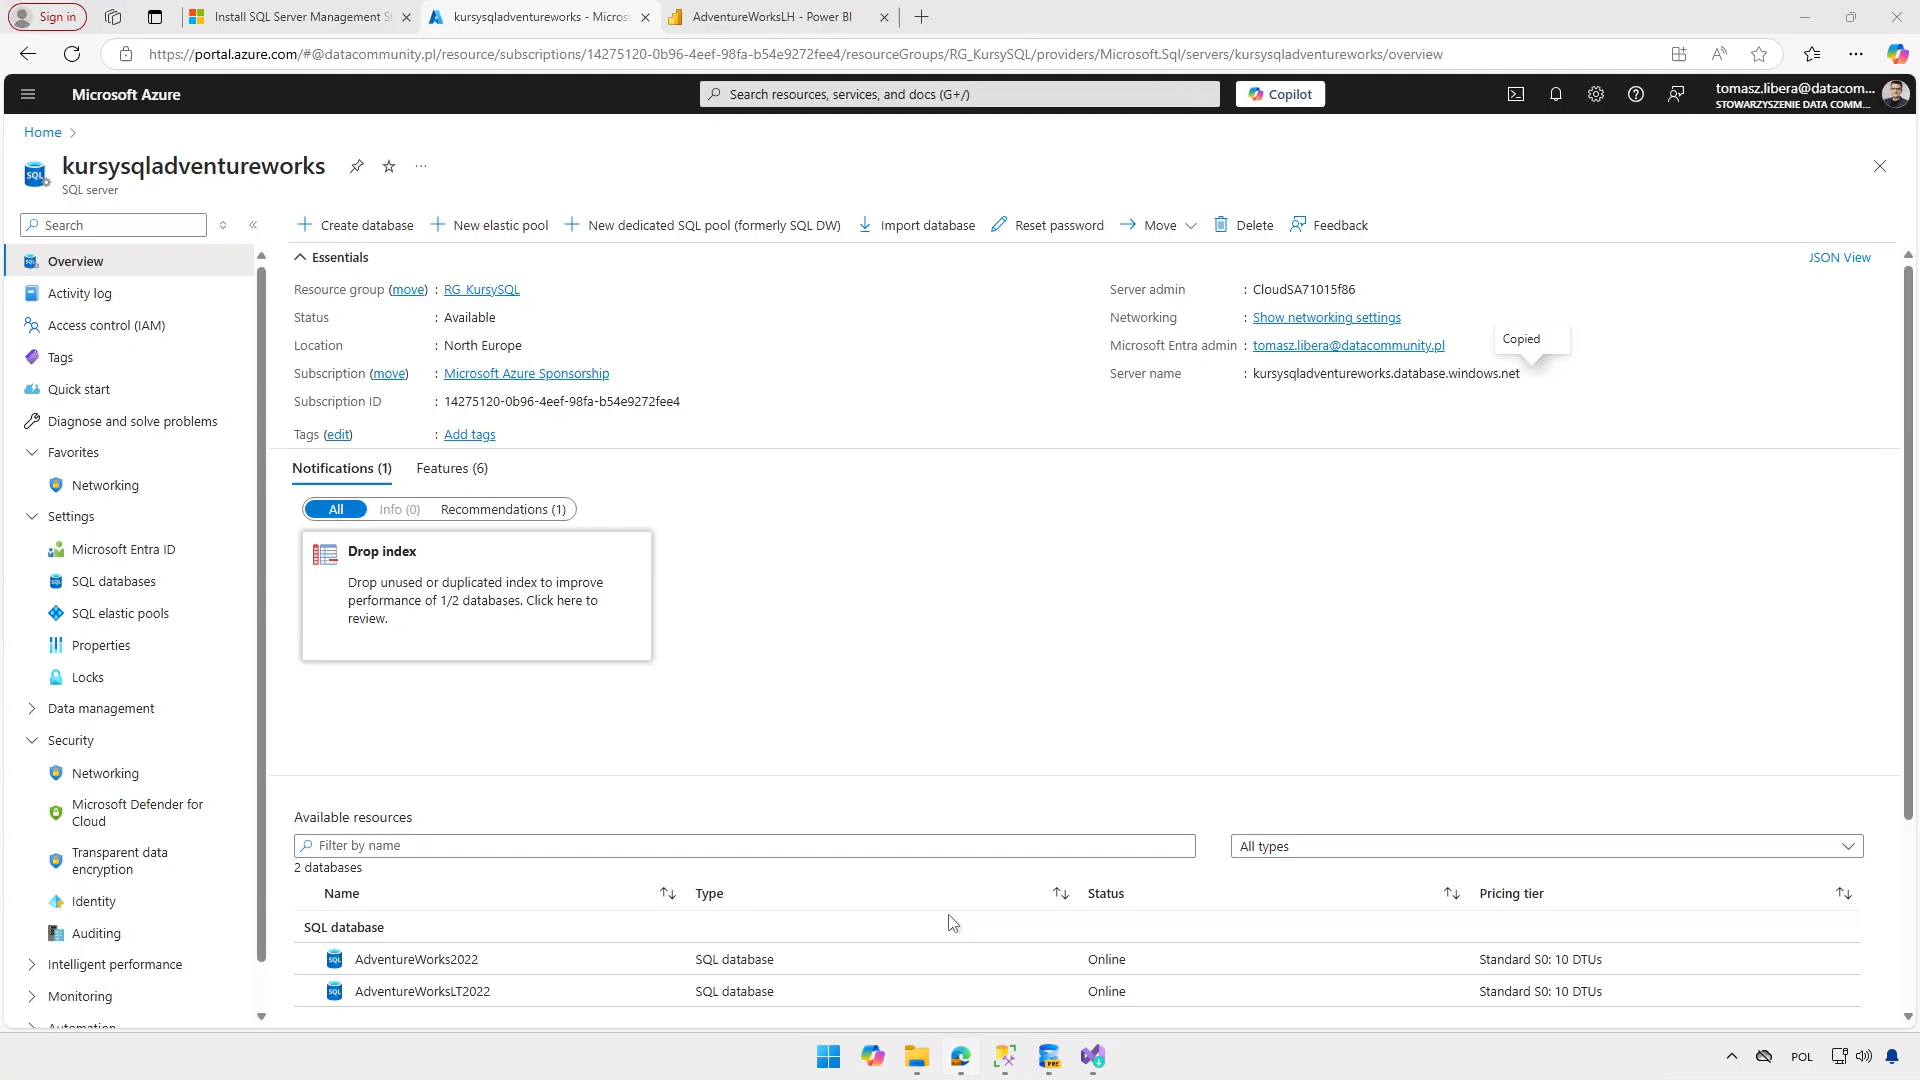 Sign in
Install SQL Server Management S
kursysqladventureworks - Micros
AdventureWorksLH - Power BI
https://portal.azure.com/#@datacommunity.pl/resource/subscriptions/14275120-0b96-4eef-98fa-b54e9272fee4/resourceGroups/RG_KursySQL/providers/Microsoft.Sql/servers/kursysqladventureworks/overview
Microsoft Azure
Search resources, services, and docs (G+/)
Copilot
tomasz.libera@datacom...
STOWARZYSZENIE DATA COMM...
Home
kursysqladventureworks
SQL server
Search
Create database
New elastic pool
New dedicated SQL pool (formerly SQL DW)
Import database
Reset password
Move
Delete
Feedback
Overview
Activity log
Access control (IAM)
Tags
Quick start
Diagnose and solve problems
Favorites
Networking
Settings
Microsoft Entra ID
SQL databases
SQL elastic pools
Properties
Locks
Data management
Security
Networking
Microsoft Defender for
Cloud
Transparent data
encryption
Identity
Auditing
Intelligent performance
Monitoring
Automation
Essentials
JSON View
Resource group (move) : RG_KursySQL
Status : Available
Location : North Europe
Subscription (move) : Microsoft Azure Sponsorship
Subscription ID : 14275120-0b96-4eef-98fa-b54e9272fee4
Tags (edit) : Add tags
Server admin : CloudSA71015f86
Networking : Show networking settings
Microsoft Entra admin : tomasz.libera@datacommunity.pl
Server name : kursysqladventureworks.database.windows.net
Copied
Notifications (1)
Features (6)
All
Info (0)
Recommendations (1)
Drop index
Drop unused or duplicated index to improve
performance of 1/2 databases. Click here to
review.
Available resources
Filter by name
All types
2 databases
Name Type Status Pricing tier
SQL database
AdventureWorks2022 SQL database Online Standard S0: 10 DTUs
AdventureWorksLT2022 SQL database Online Standard S0: 10 DTUs
PRE
POL